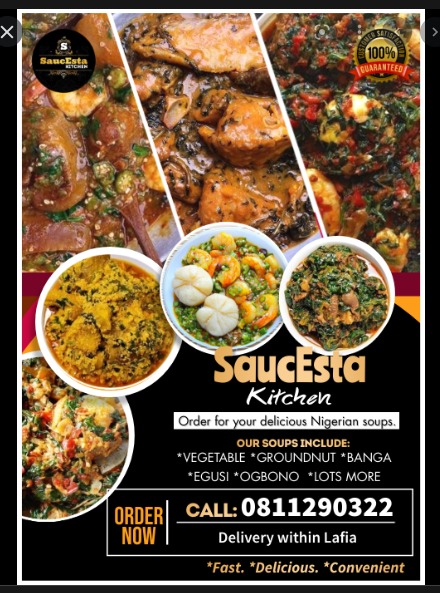 S
SaucEsta
KITCHEN
CUSTOMER SATISFACTION
100%
GUARANTEED
SaucEsta
Kitchen
Order for your delicious Nigerian soups.
OUR SOUPS INCLUDE:
*VEGETABLE *GROUNDNUT *BANGA
*EGUSI *OGBONO *LOTS MORE
ORDER
NOW
CALL: 0811290322
Delivery within Lafia
*Fast. *Delicious. *Convenient